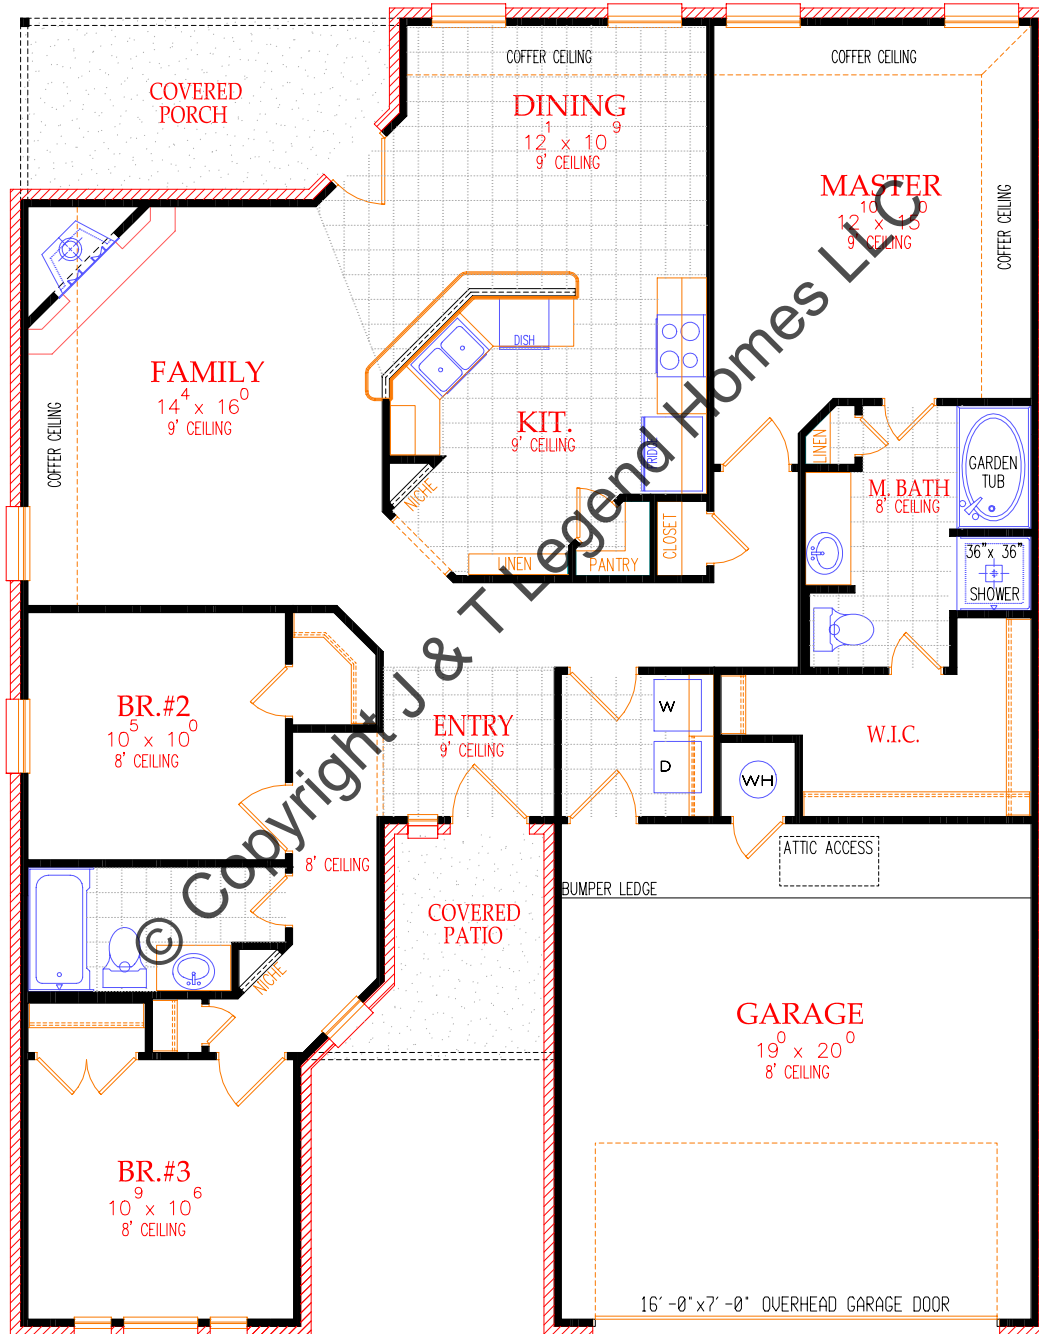 COVERED
PORCH
COFFER CEILING
DINING
12¹ x 10⁹
9' CEILING
COFFER CEILING
MASTER
12¹⁰ x 15⁰
9' CEILING
COFFER CEILING
FAMILY
14⁴ x 16⁰
9' CEILING
COFFER CEILING
DISH
KIT.
9' CEILING
NICHE
LINEN
PANTRY
CLOSET
LINEN
M. BATH
8' CEILING
GARDEN
TUB
36"x 36"
SHOWER
BR.#2
10⁵ x 10⁰
8' CEILING
ENTRY
9' CEILING
W
D
WH
W.I.C.
8' CEILING
NICHE
COVERED
PATIO
ATTIC ACCESS
BUMPER LEDGE
GARAGE
19⁰ x 20⁰
8' CEILING
BR.#3
10⁹ x 10⁶
8' CEILING
16'-0"x7'-0" OVERHEAD GARAGE DOOR
© Copyright J & T Legend Homes LLC